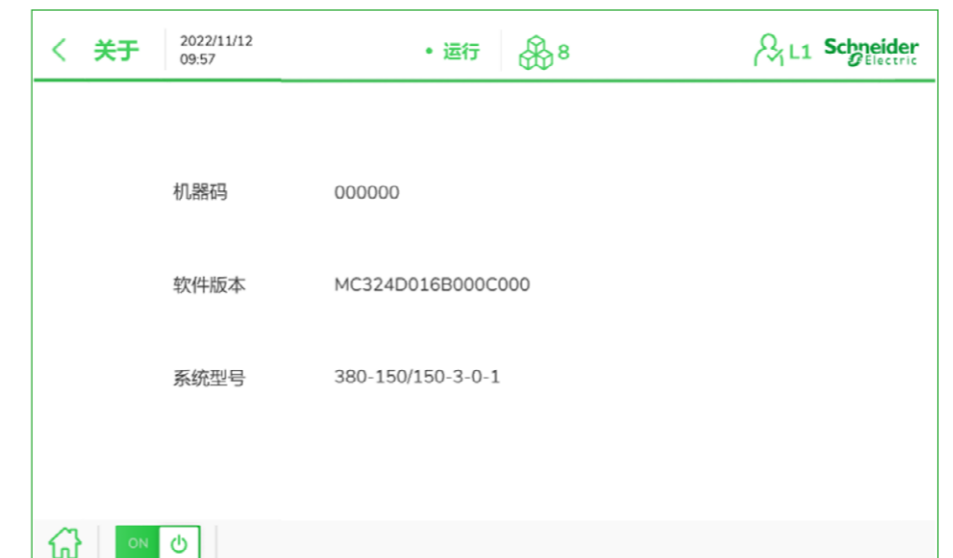 关于
2022/11/12
09:57
• 运行
8
L1
Schneider
Electric
机器码 000000
软件版本 MC324D016B000C000
系统型号 380-150/150-3-0-1
ON